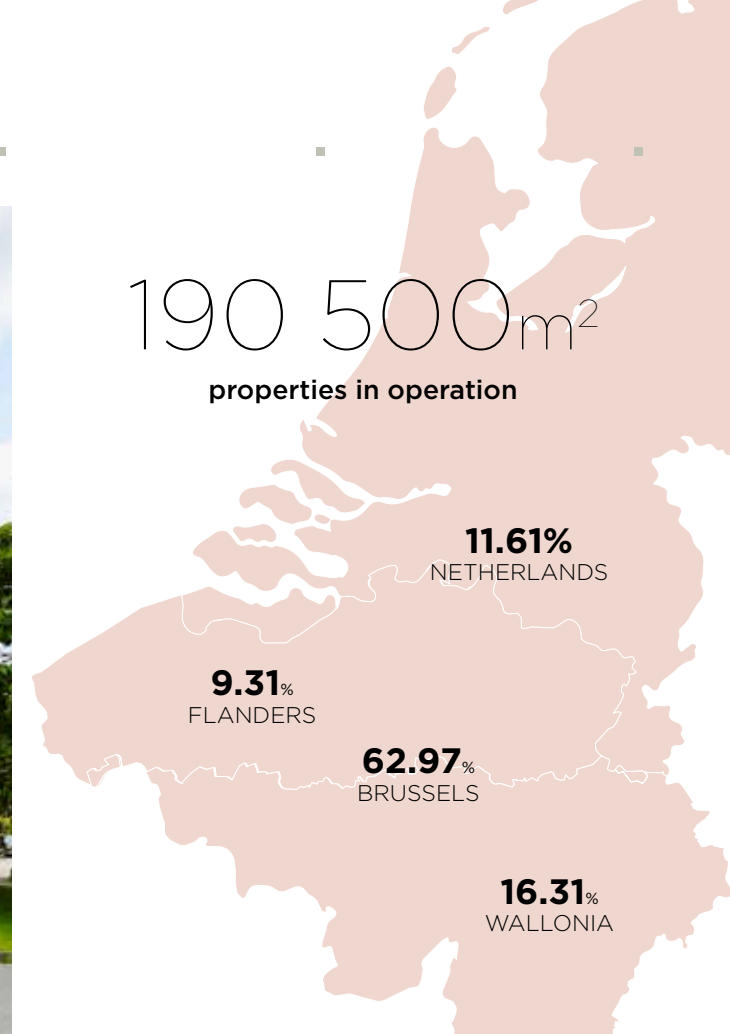 190 500m²
properties in operation
11.61%
NETHERLANDS
9.31%
FLANDERS
62.97%
BRUSSELS
16.31%
WALLONIA